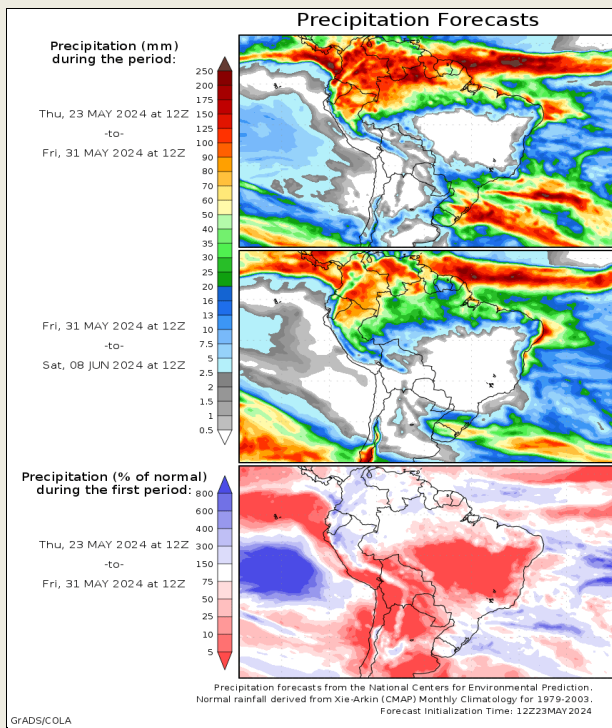 Precipitation Forecasts
Precipitation (mm)
during the period:
Thu, 23 MAY 2024 at 12Z
-to-
Fri, 31 MAY 2024 at 12Z
250
200
175
150
125
100
90
80
70
60
50
40
35
30
25
20
16
13
10
7.5
5
2.5
2
1.5
1
0.5
Fri, 31 MAY 2024 at 12Z
-to-
Sat, 08 JUN 2024 at 12Z
Precipitation (% of normal)
during the first period:
Thu, 23 MAY 2024 at 12Z
-to-
Fri, 31 MAY 2024 at 12Z
800
600
400
300
150
75
50
25
10
5
Precipitation forecasts from the National Centers for Environmental Prediction.
Normal rainfall derived from Xie-Arkin (CMAP) Monthly Climatology for 1979-2003.
Forecast Initialization Time: 12Z23MAY2024
GrADS/COLA